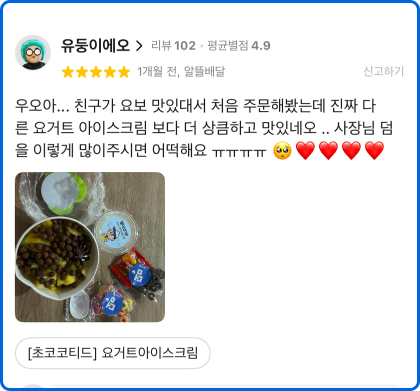 유둥이에오 > 리뷰 102 • 평균별점 4.9
★★★★★ 1개월 전, 알뜰배달 신고하기
우오아... 친구가 요보 맛있대서 처음 주문해봤는데 진짜 다
른 요거트 아이스크림 보다 더 상큼하고 맛있네오 .. 사장님 덤
을 이렇게 많이주시면 어떡해요 ㅠㅠㅠㅠ 🥺❤️❤️❤️❤️
[초코코티드] 요거트아이스크림